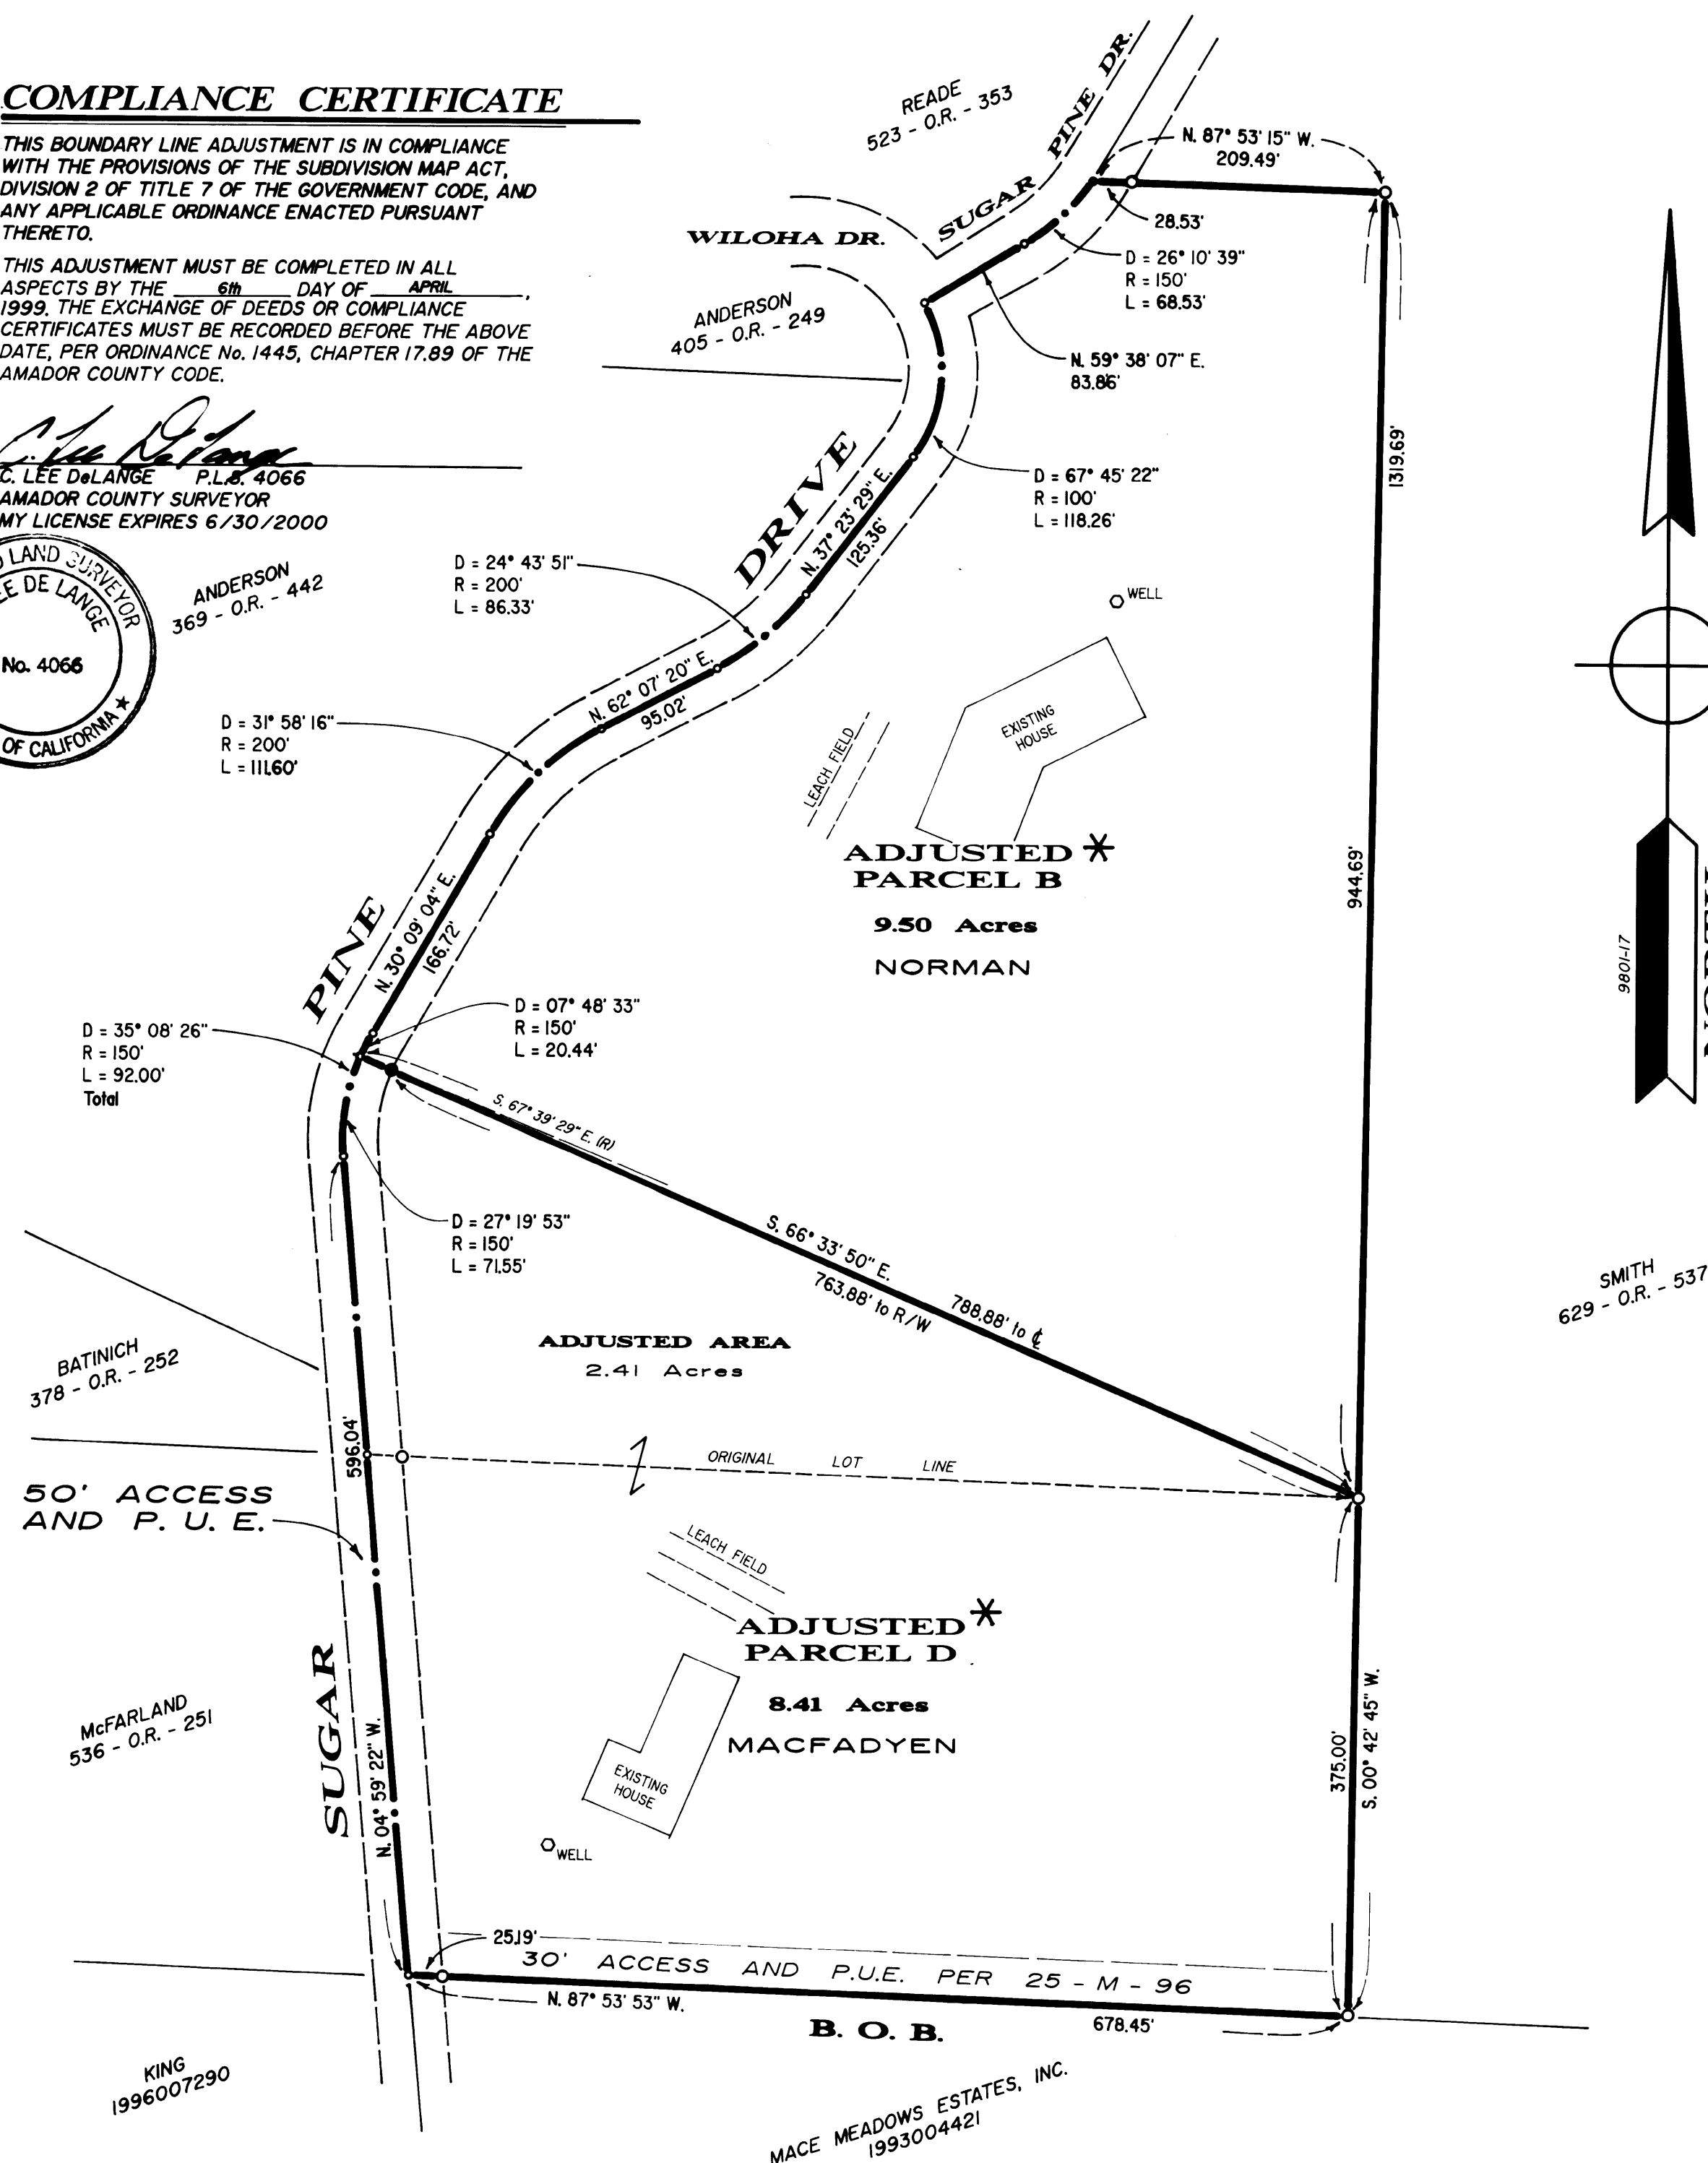 COMPLIANCE CERTIFICATE
THIS BOUNDARY LINE ADJUSTMENT IS IN COMPLIANCE
WITH THE PROVISIONS OF THE SUBDIVISION MAP ACT,
DIVISION 2 OF TITLE 7 OF THE GOVERNMENT CODE, AND
ANY APPLICABLE ORDINANCE ENACTED PURSUANT
THERETO.
THIS ADJUSTMENT MUST BE COMPLETED IN ALL
ASPECTS BY THE 6th DAY OF APRIL,
1999. THE EXCHANGE OF DEEDS OR COMPLIANCE
CERTIFICATES MUST BE RECORDED BEFORE THE ABOVE
DATE, PER ORDINANCE No. 1445, CHAPTER 17.89 OF THE
AMADOR COUNTY CODE.
C. Lee DeLange
C. LEE DeLANGE P.L.S. 4066
AMADOR COUNTY SURVEYOR
MY LICENSE EXPIRES 6/30/2000
LAND SURVEYOR
DE LANGE
No. 4066
OF CALIFORNIA ★
READE
523 - O.R. - 353
SUGAR PINE DR.
N. 87° 53' 15" W.
209.49'
28.53'
WILOHA DR.
D = 26° 10' 39"
R = 150'
L = 68.53'
ANDERSON
405 - O.R. - 249
N. 59° 38' 07" E.
83.86'
1319.69'
D = 67° 45' 22"
R = 100'
L = 118.26'
DRIVE
N. 37° 23' 29" E.
125.36'
ANDERSON
369 - O.R. - 442
D = 24° 43' 51"
R = 200'
L = 86.33'
WELL
N. 62° 07' 20" E.
95.02'
D = 31° 58' 16"
R = 200'
L = 111.60'
EXISTING
HOUSE
LEACH FIELD
ADJUSTED *
PARCEL B
9.50 Acres
NORMAN
944.69'
9801-17
NORTH
PINE
N. 30° 09' 04" E.
166.72'
D = 07° 48' 33"
R = 150'
L = 20.44'
D = 35° 08' 26"
R = 150'
L = 92.00'
Total
S. 67° 39' 29" E. (R)
D = 27° 19' 53"
R = 150'
L = 71.55'
S. 66° 33' 50" E.
763.88' to R/W
788.88' to ℄
SMITH
629 - O.R. - 537
ADJUSTED AREA
2.41 Acres
BATINICH
378 - O.R. - 252
596.04'
ORIGINAL LOT LINE
50' ACCESS
AND P. U. E.
LEACH FIELD
ADJUSTED *
PARCEL D
8.41 Acres
MACFADYEN
McFARLAND
536 - O.R. - 251
SUGAR
N. 04° 59' 22" W.
EXISTING
HOUSE
WELL
375.00'
S. 00° 42' 45" W.
25.19'
30' ACCESS AND P.U.E. PER 25 - M - 96
N. 87° 53' 53" W.
678.45'
B. O. B.
KING
1996007290
MACE MEADOWS ESTATES, INC.
1993004421